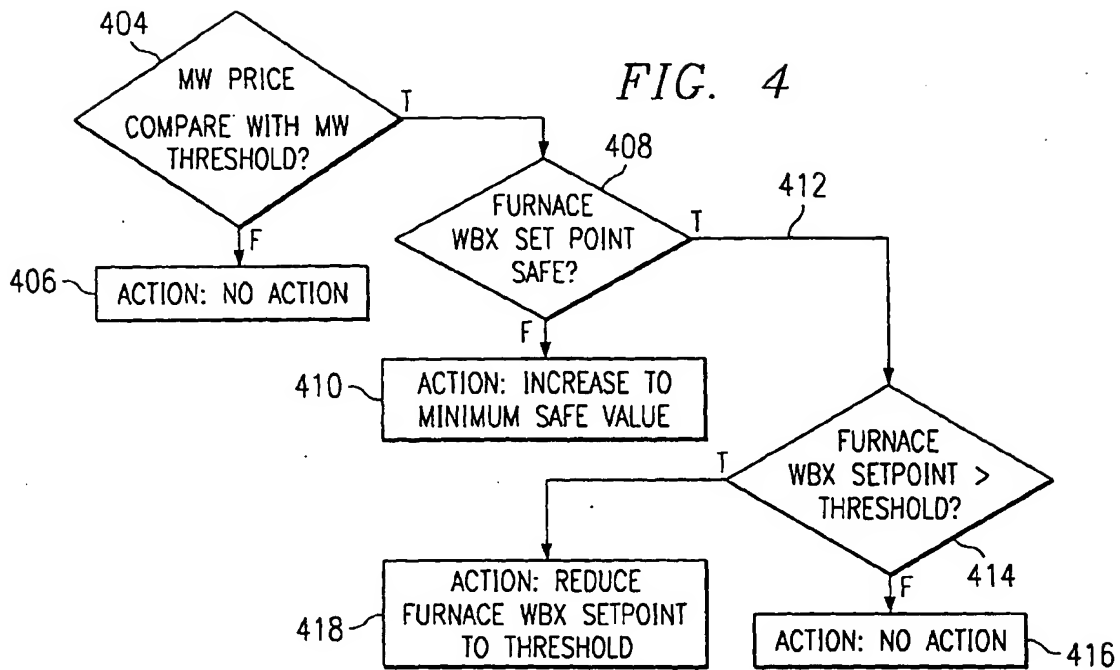 404
MW PRICE
COMPARE WITH MW
THRESHOLD?
T
F
FIG. 4
406
ACTION: NO ACTION
408
FURNACE
WBX SET POINT
SAFE?
T
412
F
410
ACTION: INCREASE TO
MINIMUM SAFE VALUE
FURNACE
WBX SETPOINT >
THRESHOLD?
T
414
F
418
ACTION: REDUCE
FURNACE WBX SETPOINT
TO THRESHOLD
ACTION: NO ACTION
416